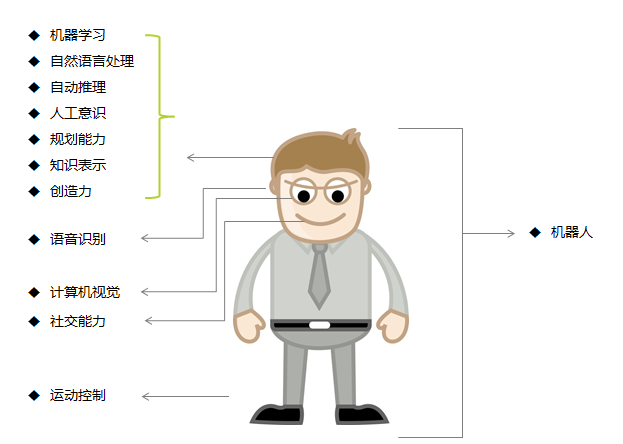 ◆ 机器学习
◆ 自然语言处理
◆ 自动推理
◆ 人工意识
◆ 规划能力
◆ 知识表示
◆ 创造力
◆ 语音识别
◆ 机器人
◆ 计算机视觉
◆ 社交能力
◆ 运动控制